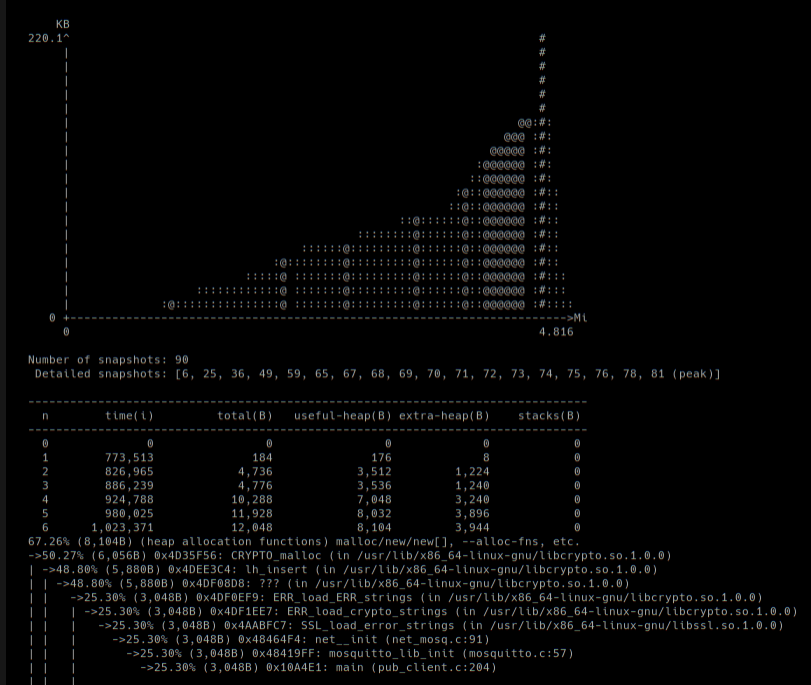 KB
220.1^                                                                   #
     |                                                                   #
     |                                                                   #
     |                                                                   #
     |                                                                   #
     |                                                                   #
     |                                                                @@:#:
     |                                                              @@@ :#:
     |                                                            @@@@@ :#:
     |                                                          :@@@@@@ :#:
     |                                                         ::@@@@@@ :#:
     |                                                       :@::@@@@@@ :#::
     |                                                      ::@::@@@@@@ :#::
     |                                               ::@::::::@::@@@@@@ :#::
     |                                         ::::::::@::::::@::@@@@@@ :#::
     |                                 ::::::@:::::::::@::::::@::@@@@@@ :#::
     |                             :@::::::::@:::::::::@::::::@::@@@@@@ :#::
     |                         :::::@ :::::::@:::::::::@::::::@::@@@@@@ :#:::
     |                  ::::::::::::@ :::::::@:::::::::@::::::@::@@@@@@ :#:::
     |             :@:::::::::::::::@ :::::::@:::::::::@::::::@::@@@@@@ :#::::
   0 +----------------------------------------------------------------------->Mi
     0                                                                   4.816
Number of snapshots: 90
 Detailed snapshots: [6, 25, 36, 49, 59, 65, 67, 68, 69, 70, 71, 72, 73, 74, 75, 76, 78, 81 (peak)]
--------------------------------------------------------------------------------
  n        time(i)         total(B)   useful-heap(B) extra-heap(B)    stacks(B)
--------------------------------------------------------------------------------
  0              0                0                0             0            0
  1        773,513              184              176             8            0
  2        826,965            4,736            3,512         1,224            0
  3        886,239            4,776            3,536         1,240            0
  4        924,788           10,288            7,048         3,240            0
  5        980,025           11,928            8,032         3,896            0
  6      1,023,371           12,048            8,104         3,944            0
67.26% (8,104B) (heap allocation functions) malloc/new/new[], --alloc-fns, etc.
->50.27% (6,056B) 0x4D35F56: CRYPTO_malloc (in /usr/lib/x86_64-linux-gnu/libcrypto.so.1.0.0)
| ->48.80% (5,880B) 0x4DEE3C4: lh_insert (in /usr/lib/x86_64-linux-gnu/libcrypto.so.1.0.0)
| | ->48.80% (5,880B) 0x4DF08D8: ??? (in /usr/lib/x86_64-linux-gnu/libcrypto.so.1.0.0)
| |   ->25.30% (3,048B) 0x4DF0EF9: ERR_load_ERR_strings (in /usr/lib/x86_64-linux-gnu/libcrypto.so.1.0.0)
| |   | ->25.30% (3,048B) 0x4DF1EE7: ERR_load_crypto_strings (in /usr/lib/x86_64-linux-gnu/libcrypto.so.1.0.0)
| |   |   ->25.30% (3,048B) 0x4AABFC7: SSL_load_error_strings (in /usr/lib/x86_64-linux-gnu/libssl.so.1.0.0)
| |   |     ->25.30% (3,048B) 0x48464F4: net__init (net_mosq.c:91)
| |   |       ->25.30% (3,048B) 0x48419FF: mosquitto_lib_init (mosquitto.c:57)
| |   |         ->25.30% (3,048B) 0x10A4E1: main (pub_client.c:204)
| |   |